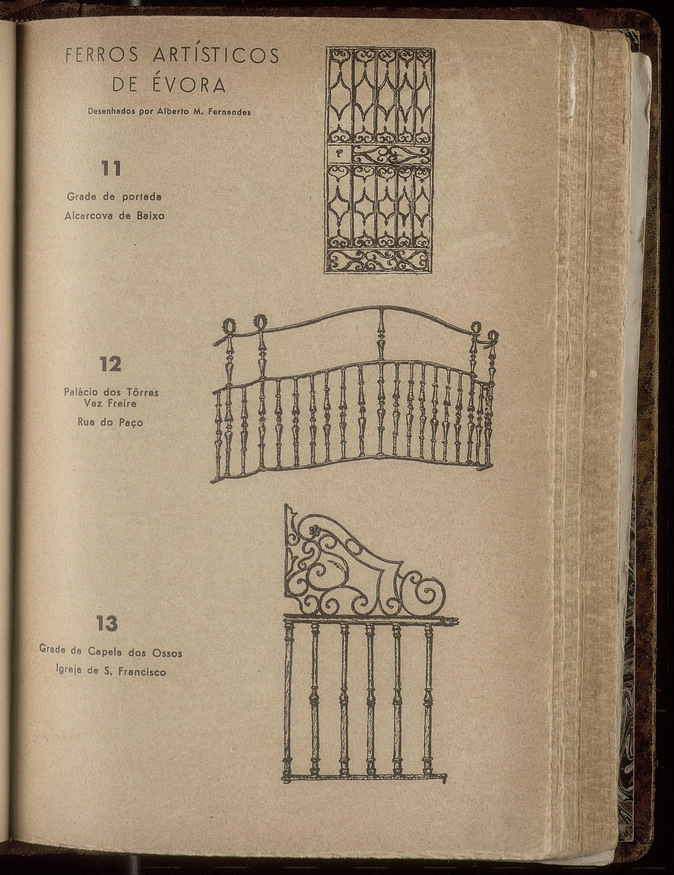 FERROS ARTÍSTICOS
DE ÉVORA
Desenhados por Alberto M. Fernandes
11
Grade de portada
Alcarcova de Baixo
12
Palácio dos Tôrres
Vaz Freire
Rua do Paço
13
Grade da Capela dos Ossos
Igreja de S. Francisco